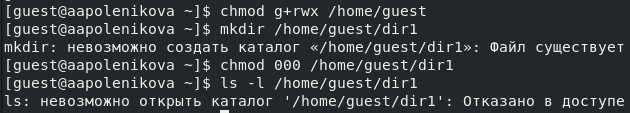 [guest@aapolenikova ~]$ chmod g+rwx /home/guest
[guest@aapolenikova ~]$ mkdir /home/guest/dir1
mkdir: невозможно создать каталог «/home/guest/dir1»: Файл существует
[guest@aapolenikova ~]$ chmod 000 /home/guest/dir1
[guest@aapolenikova ~]$ ls -l /home/guest/dir1
ls: невозможно открыть каталог '/home/guest/dir1': Отказано в доступе